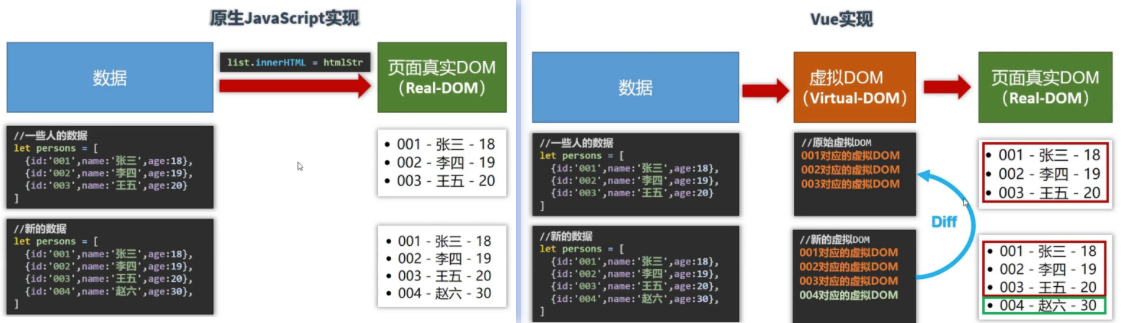 原生JavaScript实现
数据
list.innerHTML = htmlStr
页面真实DOM
（Real-DOM）
//一些人的数据
let persons = [
{id:'001',name:'张三',age:18},
{id:'002',name:'李四',age:19},
{id:'003',name:'王五',age:20}
]
• 001 - 张三 - 18
• 002 - 李四 - 19
• 003 - 王五 - 20
//新的数据
let persons = [
{id:'001',name:'张三',age:18},
{id:'002',name:'李四',age:19},
{id:'003',name:'王五',age:20},
{id:'004',name:'赵六',age:30},
]
• 001 - 张三 - 18
• 002 - 李四 - 19
• 003 - 王五 - 20
• 004 - 赵六 - 30
Vue实现
数据
虚拟DOM
（Virtual-DOM）
页面真实DOM
（Real-DOM）
//一些人的数据
let persons = [
{id:'001',name:'张三',age:18},
{id:'002',name:'李四',age:19},
{id:'003',name:'王五',age:20}
]
//原始虚拟DOM
001对应的虚拟DOM
002对应的虚拟DOM
003对应的虚拟DOM
• 001 - 张三 - 18
• 002 - 李四 - 19
• 003 - 王五 - 20
Diff
//新的数据
let persons = [
{id:'001',name:'张三',age:18},
{id:'002',name:'李四',age:19},
{id:'003',name:'王五',age:20},
{id:'004',name:'赵六',age:30},
]
//新的虚拟DOM
001对应的虚拟DOM
002对应的虚拟DOM
003对应的虚拟DOM
004对应的虚拟DOM
• 001 - 张三 - 18
• 002 - 李四 - 19
• 003 - 王五 - 20
• 004 - 赵六 - 30